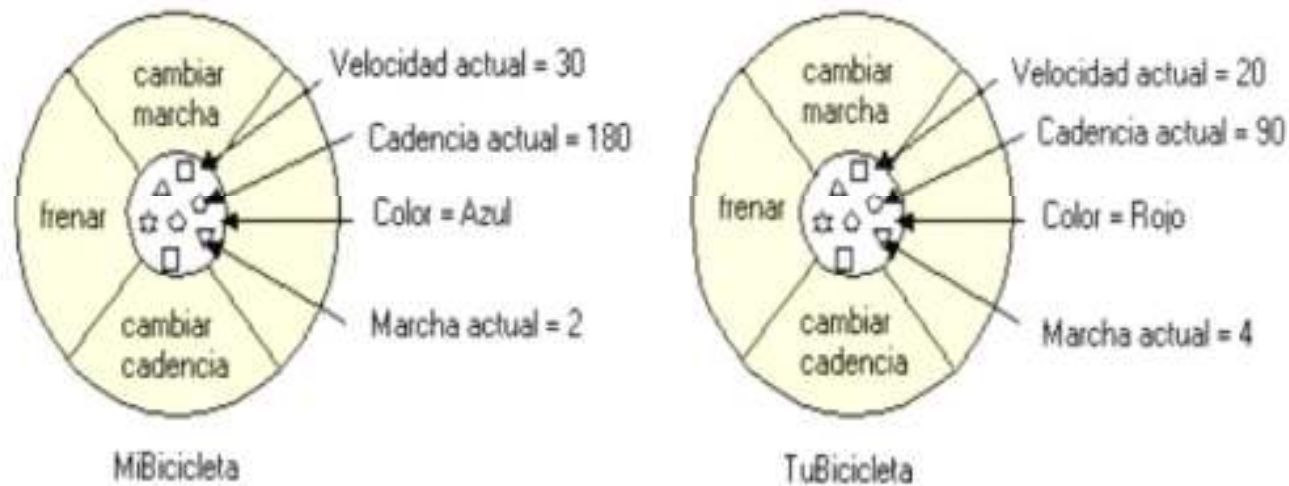 cambiar
marcha
frenar
cambiar
cadencia
Velocidad actual = 30
Cadencia actual = 180
Color = Azul
Marcha actual = 2
MiBicicleta
cambiar
marcha
frenar
cambiar
cadencia
Velocidad actual = 20
Cadencia actual = 90
Color = Rojo
Marcha actual = 4
TuBicicleta